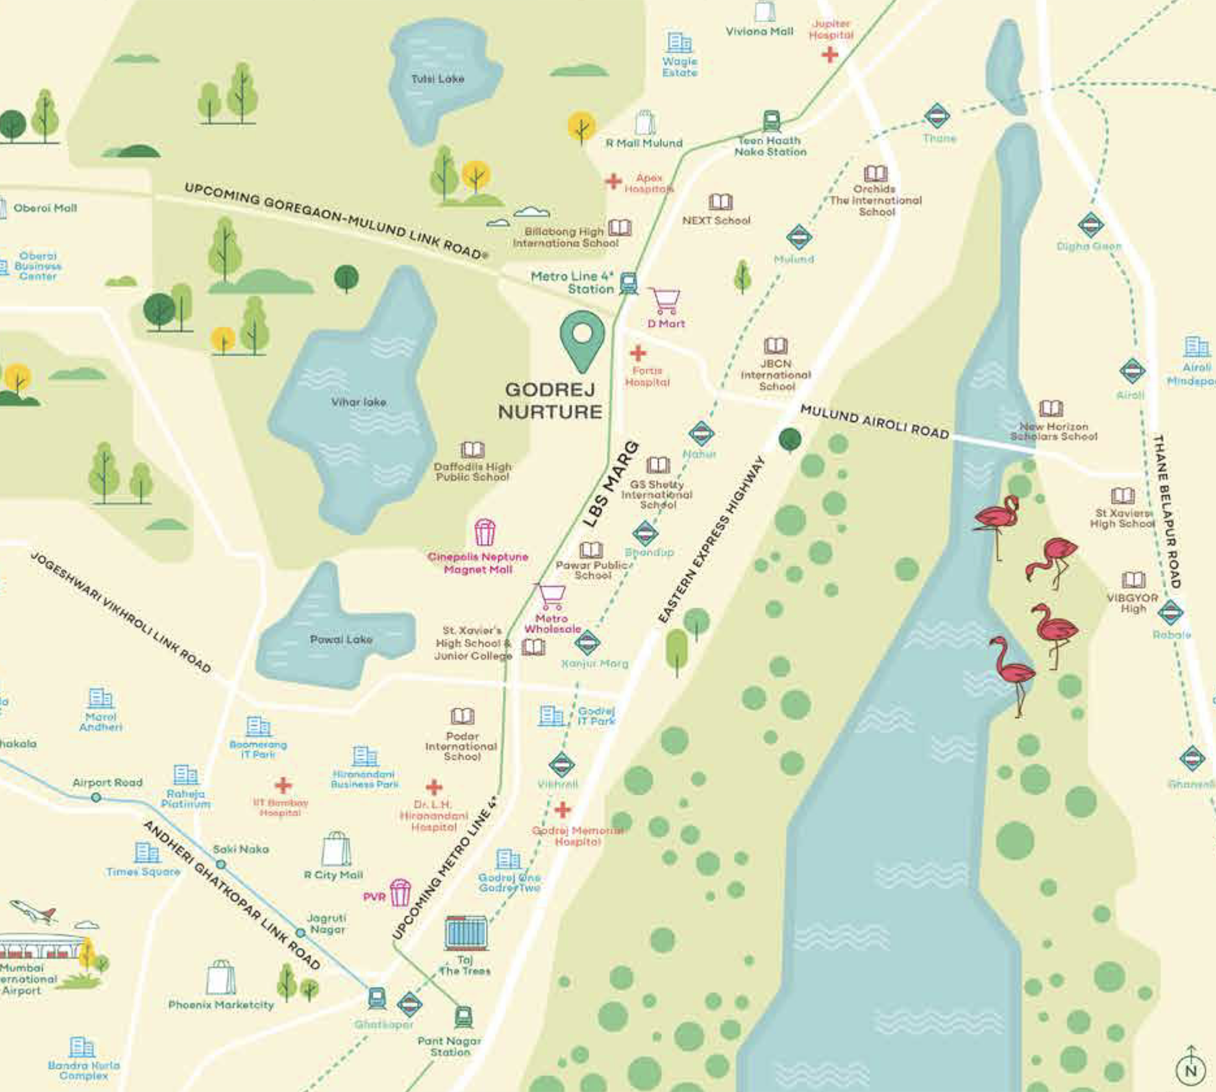 Viviana Mall
Jupiter
Hospital
Wagle
Estate
Tulsi Lake
R Mall Mulund
Teen Haath
Naka Station
Thane
Apex
Hospitals
Orchids
The International
School
NEXT School
UPCOMING GOREGAON-MULUND LINK ROAD®
Oberoi Mall
Billabong High
Internationa School
Digha Gaon
Mulund
Oberoi
Business
Center
Metro Line 4*
Station
D Mart
JBCN
International
School
Fortis
Hospital
Airoli
Mindspa
Airoli
GODREJ
NURTURE
Vihar lake
MULUND AIROLI ROAD
New Horizon
Scholars School
Nahur
Daffodils High
Public School
LBS MARG
GS Shetty
International
School
EASTERN EXPRESS HIGHWAY
THANE BELAPUR ROAD
St Xaviers
High School
Cinepolis Neptune
Magnet Mall
Bhandup
Pawar Public
School
JOGESHWARI VIKHROLI LINK ROAD
VIBGYOR
High
Metro
Wholesale
Rabale
Powai Lake
St. Xavier's
High School &
Junior College
Kanjur Marg
Marol
Andheri
Godrej
IT Park
Boomerang
IT Park
Podar
International
School
hakala
Hiranandani
Business Park
Airport Road
Raheja
Platinum
IIT Bombay
Hospital
Dr. L.H.
Hiranandani
Hospital
Vikhroli
Ghansoli
Godrej Memorial
Hospital
ANDHERI GHATKOPAR LINK ROAD
UPCOMING METRO LINE 4*
Saki Naka
Times Square
R City Mall
Godrej One
Godrej Two
PVR
Jagruti
Nagar
Taj
The Trees
Mumbai
ernational
Airport
Phoenix Marketcity
Ghatkopar
Pant Nagar
Station
Bandra Kurla
Complex
N